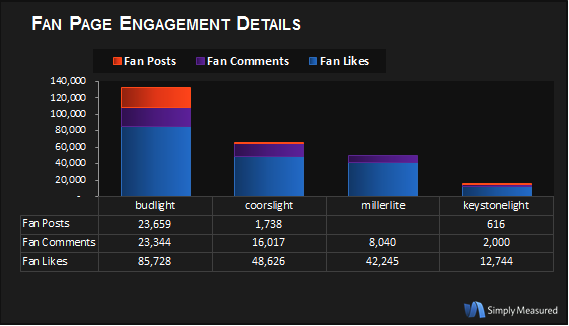 FAN PAGE ENGAGEMENT DETAILS
Fan Posts Fan Comments Fan Likes
140,000
120,000
100,000
80,000
60,000
40,000
20,000
-
budlight coorslight millerlite keystonelight
Fan Posts 23,659 1,738 616
Fan Comments 23,344 16,017 8,040 2,000
Fan Likes 85,728 48,626 42,245 12,744
Simply Measured